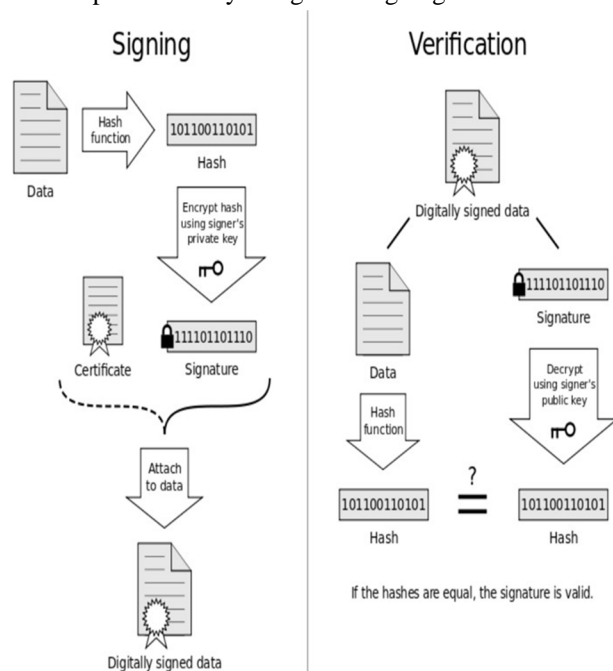 Signing
Hash
function
101100110101
Data
Hash
Encrypt hash
using signer's
private key
111101101110
Certificate
Signature
Attach
to data
Digitally signed data
Verification
Digitally signed data
111101101110
Signature
Data
Decrypt
using signer's
public key
Hash
function
?
101100110101
=
101100110101
Hash
Hash
If the hashes are equal, the signature is valid.